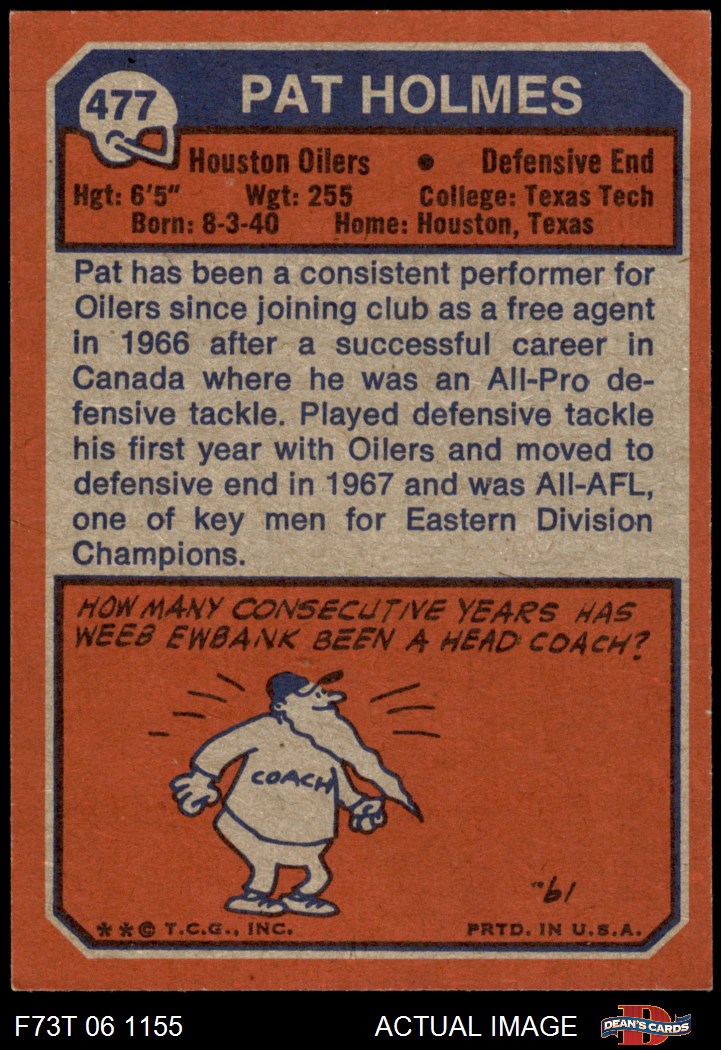 477
PAT HOLMES
Houston Oilers • Defensive End
Hgt: 6'5" Wgt: 255 College: Texas Tech
Born: 8-3-40 Home: Houston, Texas
Pat has been a consistent performer for
Oilers since joining club as a free agent
in 1966 after a successful career in
Canada where he was an All-Pro de-
fensive tackle. Played defensive tackle
his first year with Oilers and moved to
defensive end in 1967 and was All-AFL,
one of key men for Eastern Division
Champions.
HOW MANY CONSECUTIVE YEARS HAS
WEEB EWBANK BEEN A HEAD COACH?
COACH
19
**© T.C.G., INC. PRTD. IN U.S.A.
F73T 06 1155 ACTUAL IMAGE DEAN'S CARDS